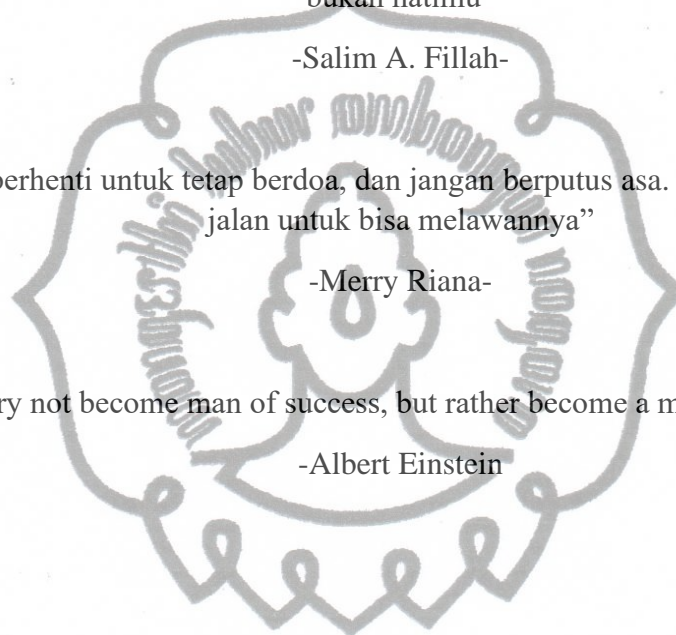 bukan hatimu
-Salim A. Fillah-
berhenti untuk tetap berdoa, dan jangan berputus asa.
jalan untuk bisa melawannya”
-Merry Riana-
ry not become man of success, but rather become a m
-Albert Einstein